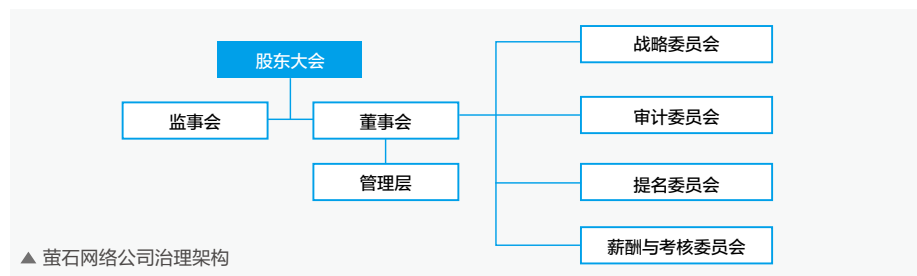 股东大会
监事会
董事会
管理层
战略委员会
审计委员会
提名委员会
薪酬与考核委员会
▲ 萤石网络公司治理架构